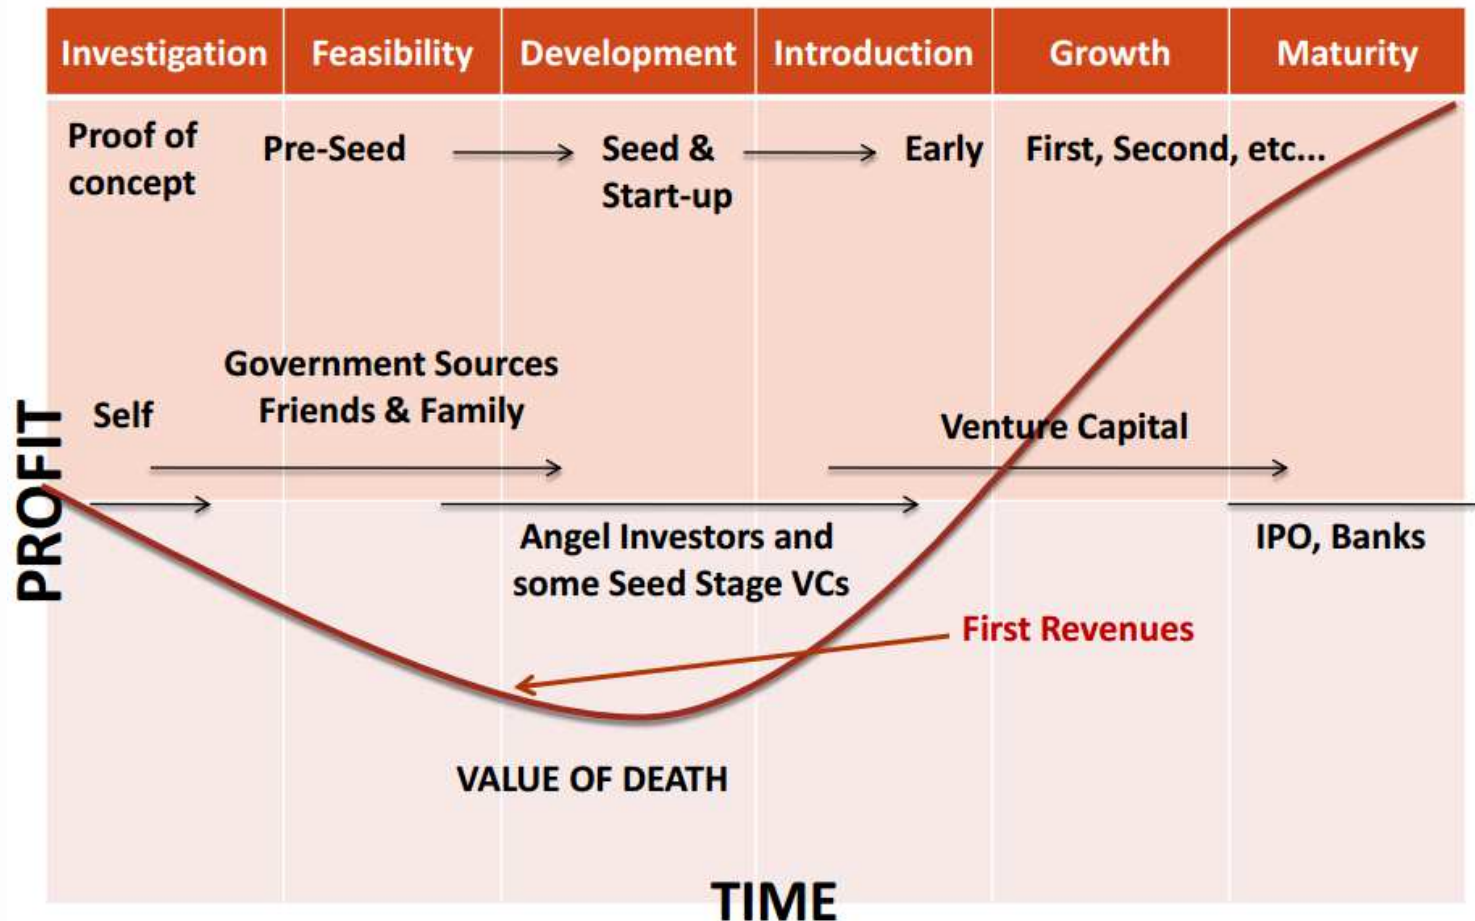 Investigation
Feasibility
Development
Introduction
Growth
Maturity
Proof of
concept
Pre-Seed
Seed &
Start-up
Early
First, Second, etc...
Government Sources
Friends & Family
Self
Venture Capital
PROFIT
Angel Investors and
some Seed Stage VCs
IPO, Banks
First Revenues
VALUE OF DEATH
TIME